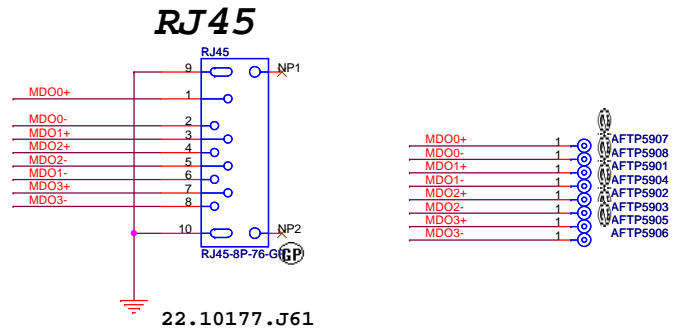 RJ45
RJ45
9 NP1
MDO0+ 1
MDO0- 2
MDO1+ 3
MDO2+ 4
MDO2- 5
MDO1- 6
MDO3+ 7
MDO3- 8
10 NP2
RJ45-8P-76-G
GP
22.10177.J61
MDO0+ 1 AFTP5907
MDO0- 1 AFTP5908
MDO1+ 1 AFTP5901
MDO1- 1 AFTP5904
MDO2+ 1 AFTP5902
MDO2- 1 AFTP5903
MDO3+ 1 AFTP5905
MDO3- 1 AFTP5906